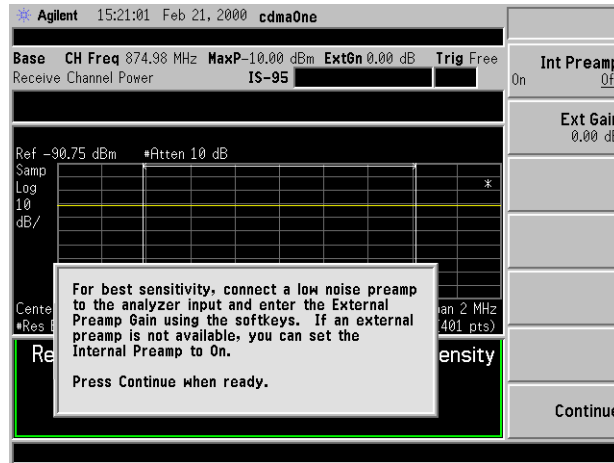 Agilent 15:21:01 Feb 21, 2000 cdmaOne
Base CH Freq 874.98 MHz MaxP-10.00 dBm ExtGn 0.00 dB Trig Free
Receive Channel Power IS-95
Ref -90.75 dBm #Atten 10 dB
Samp
Log
10
dB/
*
For best sensitivity, connect a low noise preamp
to the analyzer input and enter the External
Preamp Gain using the softkeys. If an external
preamp is not available, you can set the
Internal Preamp to On.
Press Continue when ready.
Cente
an 2 MHz
#Res
(401 pts)
Re
ensity
Int Preamp
On Of
Ext Gain
0.00 dB
Continue